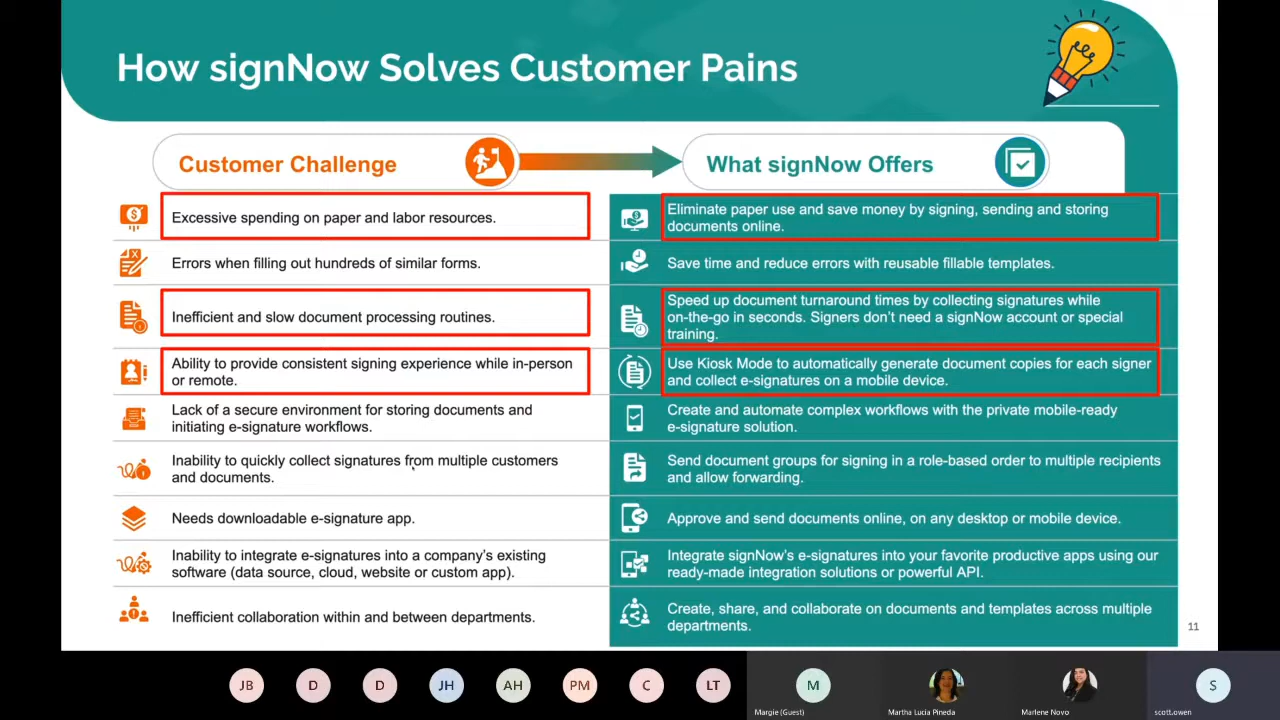 How signNow Solves Customer Pains
Customer Challenge
What signNow Offers
Excessive spending on paper and labor resources.
Eliminate paper use and save money by signing, sending and storing
documents online.
Errors when filling out hundreds of similar forms.
Save time and reduce errors with reusable fillable templates.
Inefficient and slow document processing routines.
Speed up document turnaround times by collecting signatures while
on-the-go in seconds. Signers don’t need a signNow account or special
training.
Ability to provide consistent signing experience while in-person
or remote.
Use Kiosk Mode to automatically generate document copies for each signer
and collect e-signatures on a mobile device.
Lack of a secure environment for storing documents and
initiating e-signature workflows.
Create and automate complex workflows with the private mobile-ready
e-signature solution.
Inability to quickly collect signatures from multiple customers
and documents.
Send document groups for signing in a role-based order to multiple recipients
and allow forwarding.
Needs downloadable e-signature app.
Approve and send documents online, on any desktop or mobile device.
Inability to integrate e-signatures into a company’s existing
software (data source, cloud, website or custom app).
Integrate signNow’s e-signatures into your favorite productive apps using our
ready-made integration solutions or powerful API.
Inefficient collaboration within and between departments.
Create, share, and collaborate on documents and templates across multiple
departments.
11
JB
D
D
JH
AH
PM
C
LT
M
S
Margie (Guest)
Martha Lucia Pineda
Marlene Novo
scott.owen